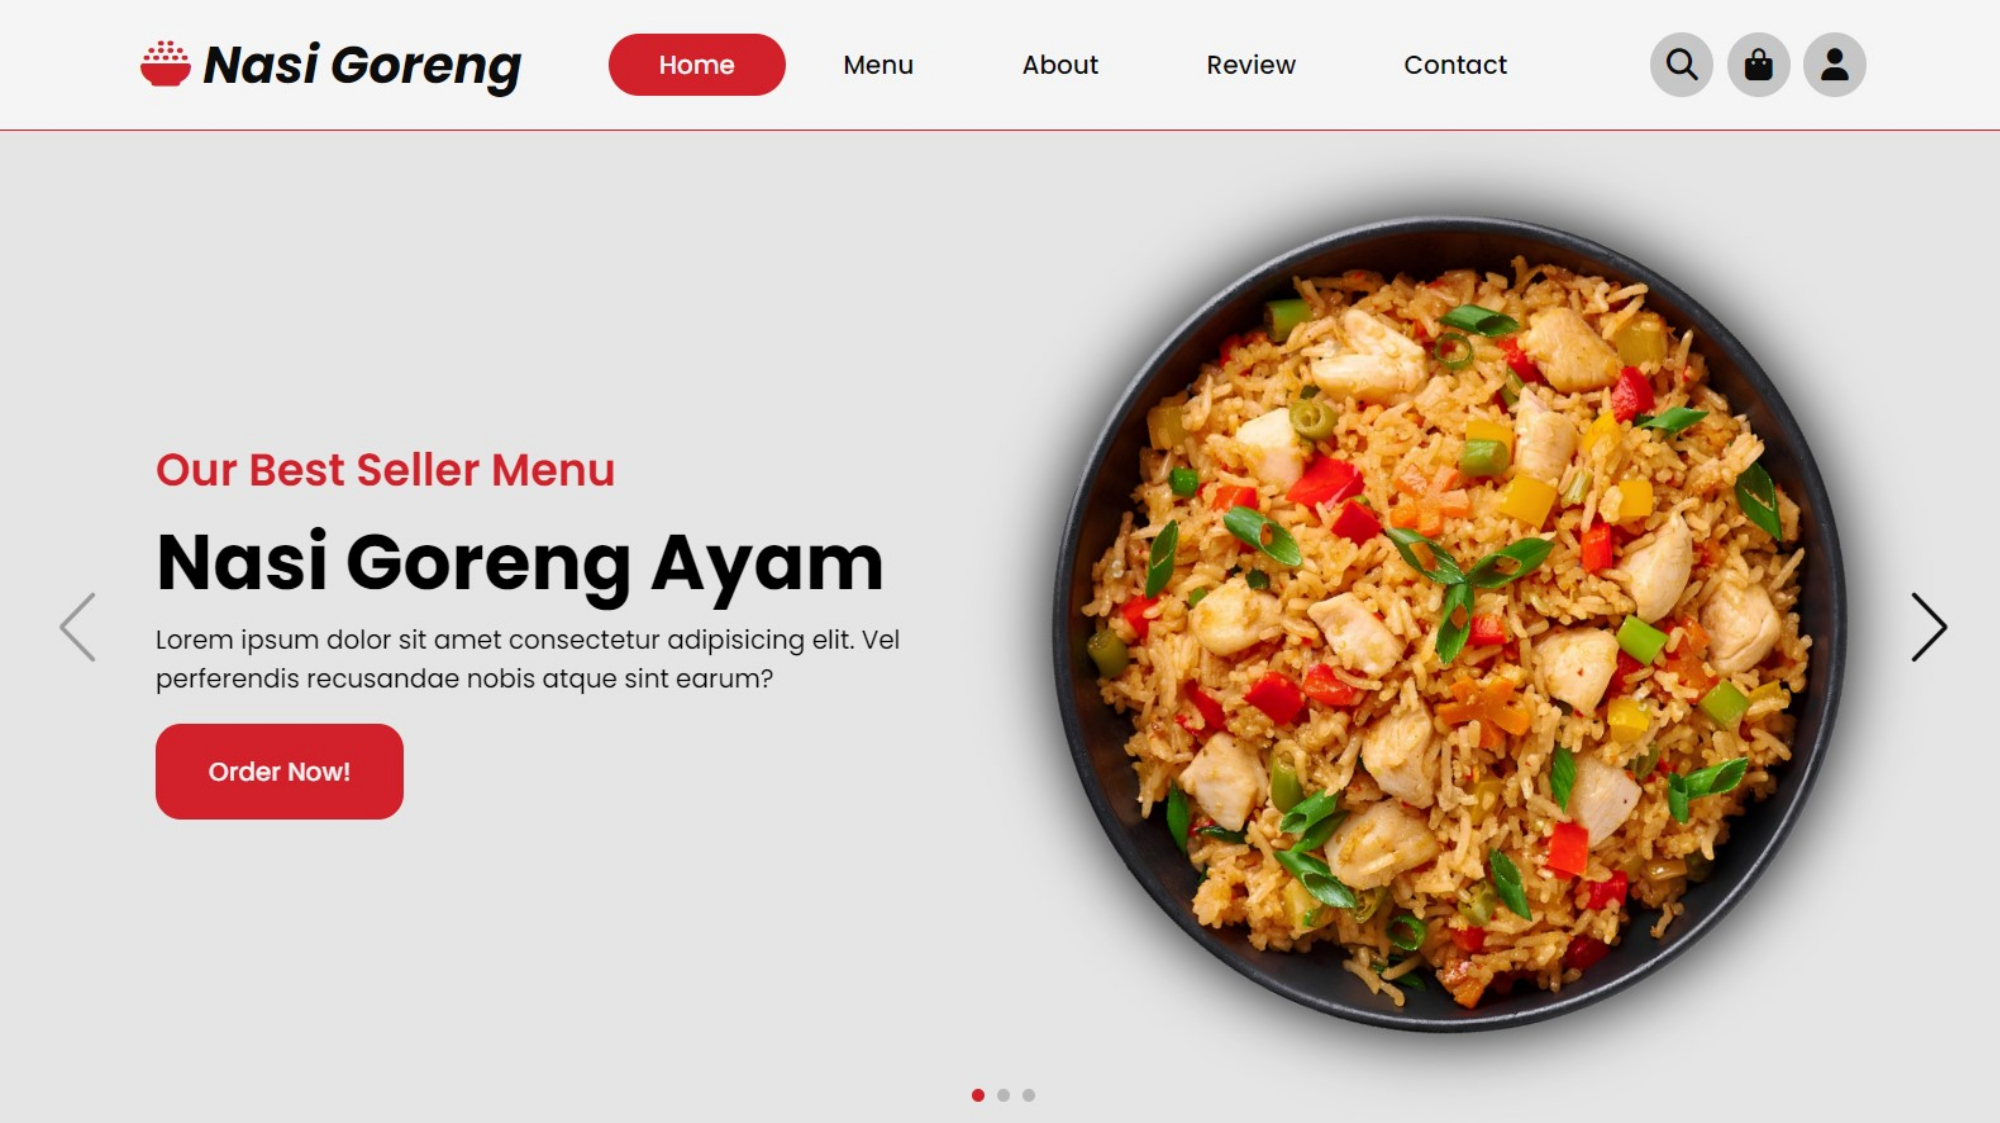 Nasi Goreng
Home
Menu
About
Review
Contact
Our Best Seller Menu
Nasi Goreng Ayam
Lorem ipsum dolor sit amet consectetur adipisicing elit. Vel
perferendis recusandae nobis atque sint earum?
Order Now!